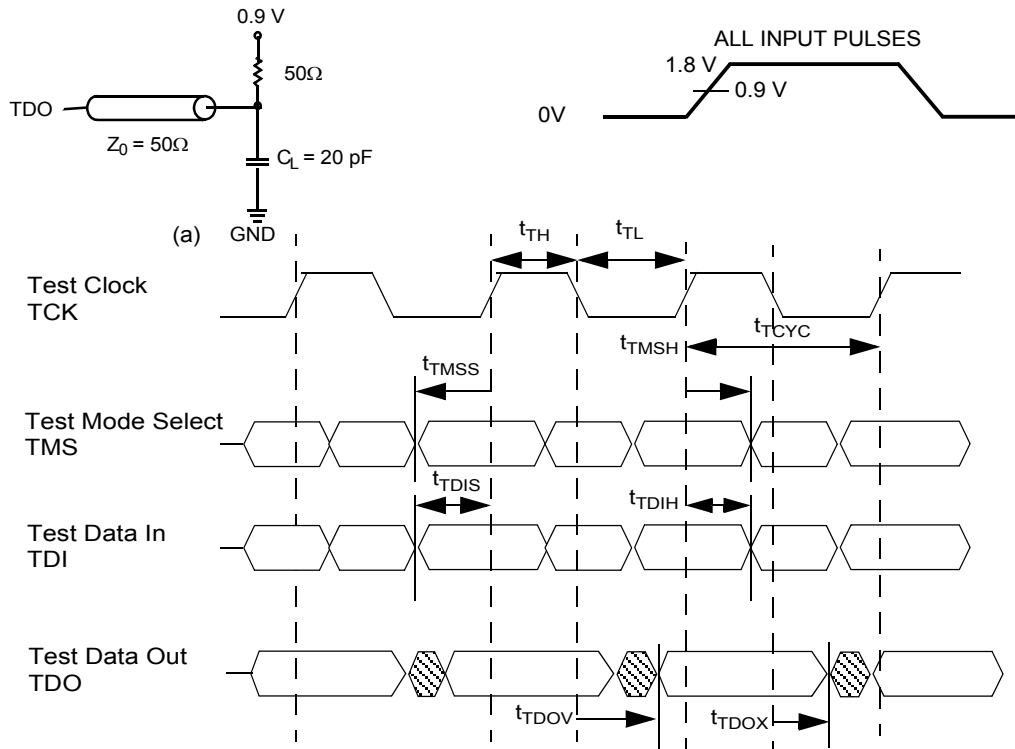 0.9 V
50Ω
TDO
Z0 = 50Ω
CL = 20 pF
(a)
GND
ALL INPUT PULSES
1.8 V
0.9 V
0V
tTH
tTL
Test Clock
TCK
tTMSH
tTCYC
tTMSS
Test Mode Select
TMS
tTDIS
tTDIH
Test Data In
TDI
Test Data Out
TDO
tTDOV
tTDOX